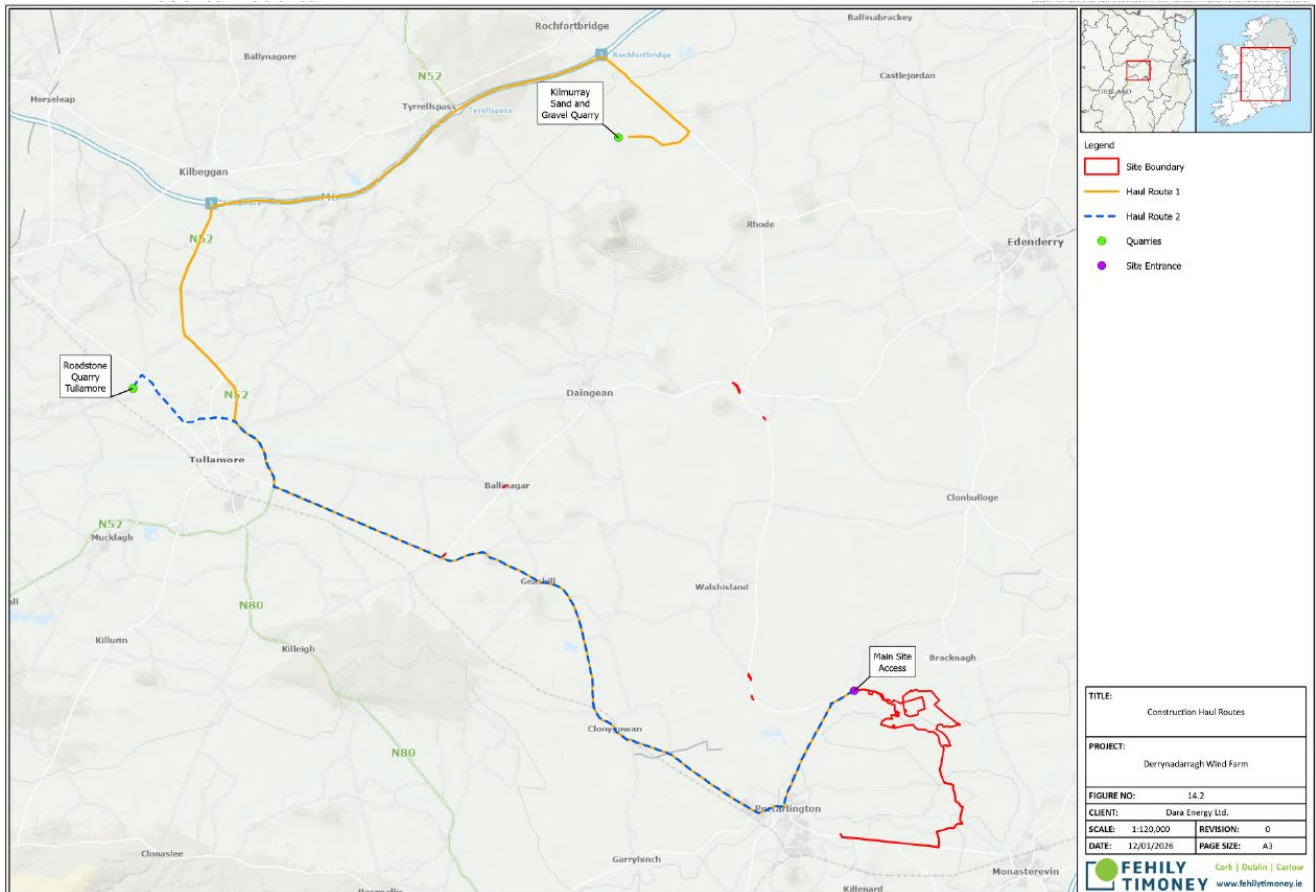 Rochfortbridge
Ballinabrackey
Ballynagore
N52
Rochfortbridge
Castlejordan
Horseleap
Tyrrellspass
Tyrrellspass
Kilmurray
Sand and
Gravel Quarry
Kilbeggan
M6
N52
Rhode
Edenderry
Roadstone
Quarry
Tullamore
N52
Daingean
Tullamore
Ballinagar
Clonbulloge
N52
Mucklagh
Geashill
Walshisland
N80
Killurin
Killeigh
Bracknagh
Main Site
Access
Clonygowan
N80
Portarlington
Clonaslee
Garrylynch
Monasterevin
Killenard
IRELAND
Legend
Site Boundary
Haul Route 1
Haul Route 2
Quarries
Site Entrance
TITLE:
Construction Haul Routes
PROJECT:
Derrynadarragh Wind Farm
FIGURE NO: 14.2
CLIENT: Dara Energy Ltd.
SCALE: 1:120,000 REVISION: 0
DATE: 12/01/2026 PAGE SIZE: A3
FEHILY
TIMONEY
Cork | Dublin | Carlow
www.fehilytimoney.ie